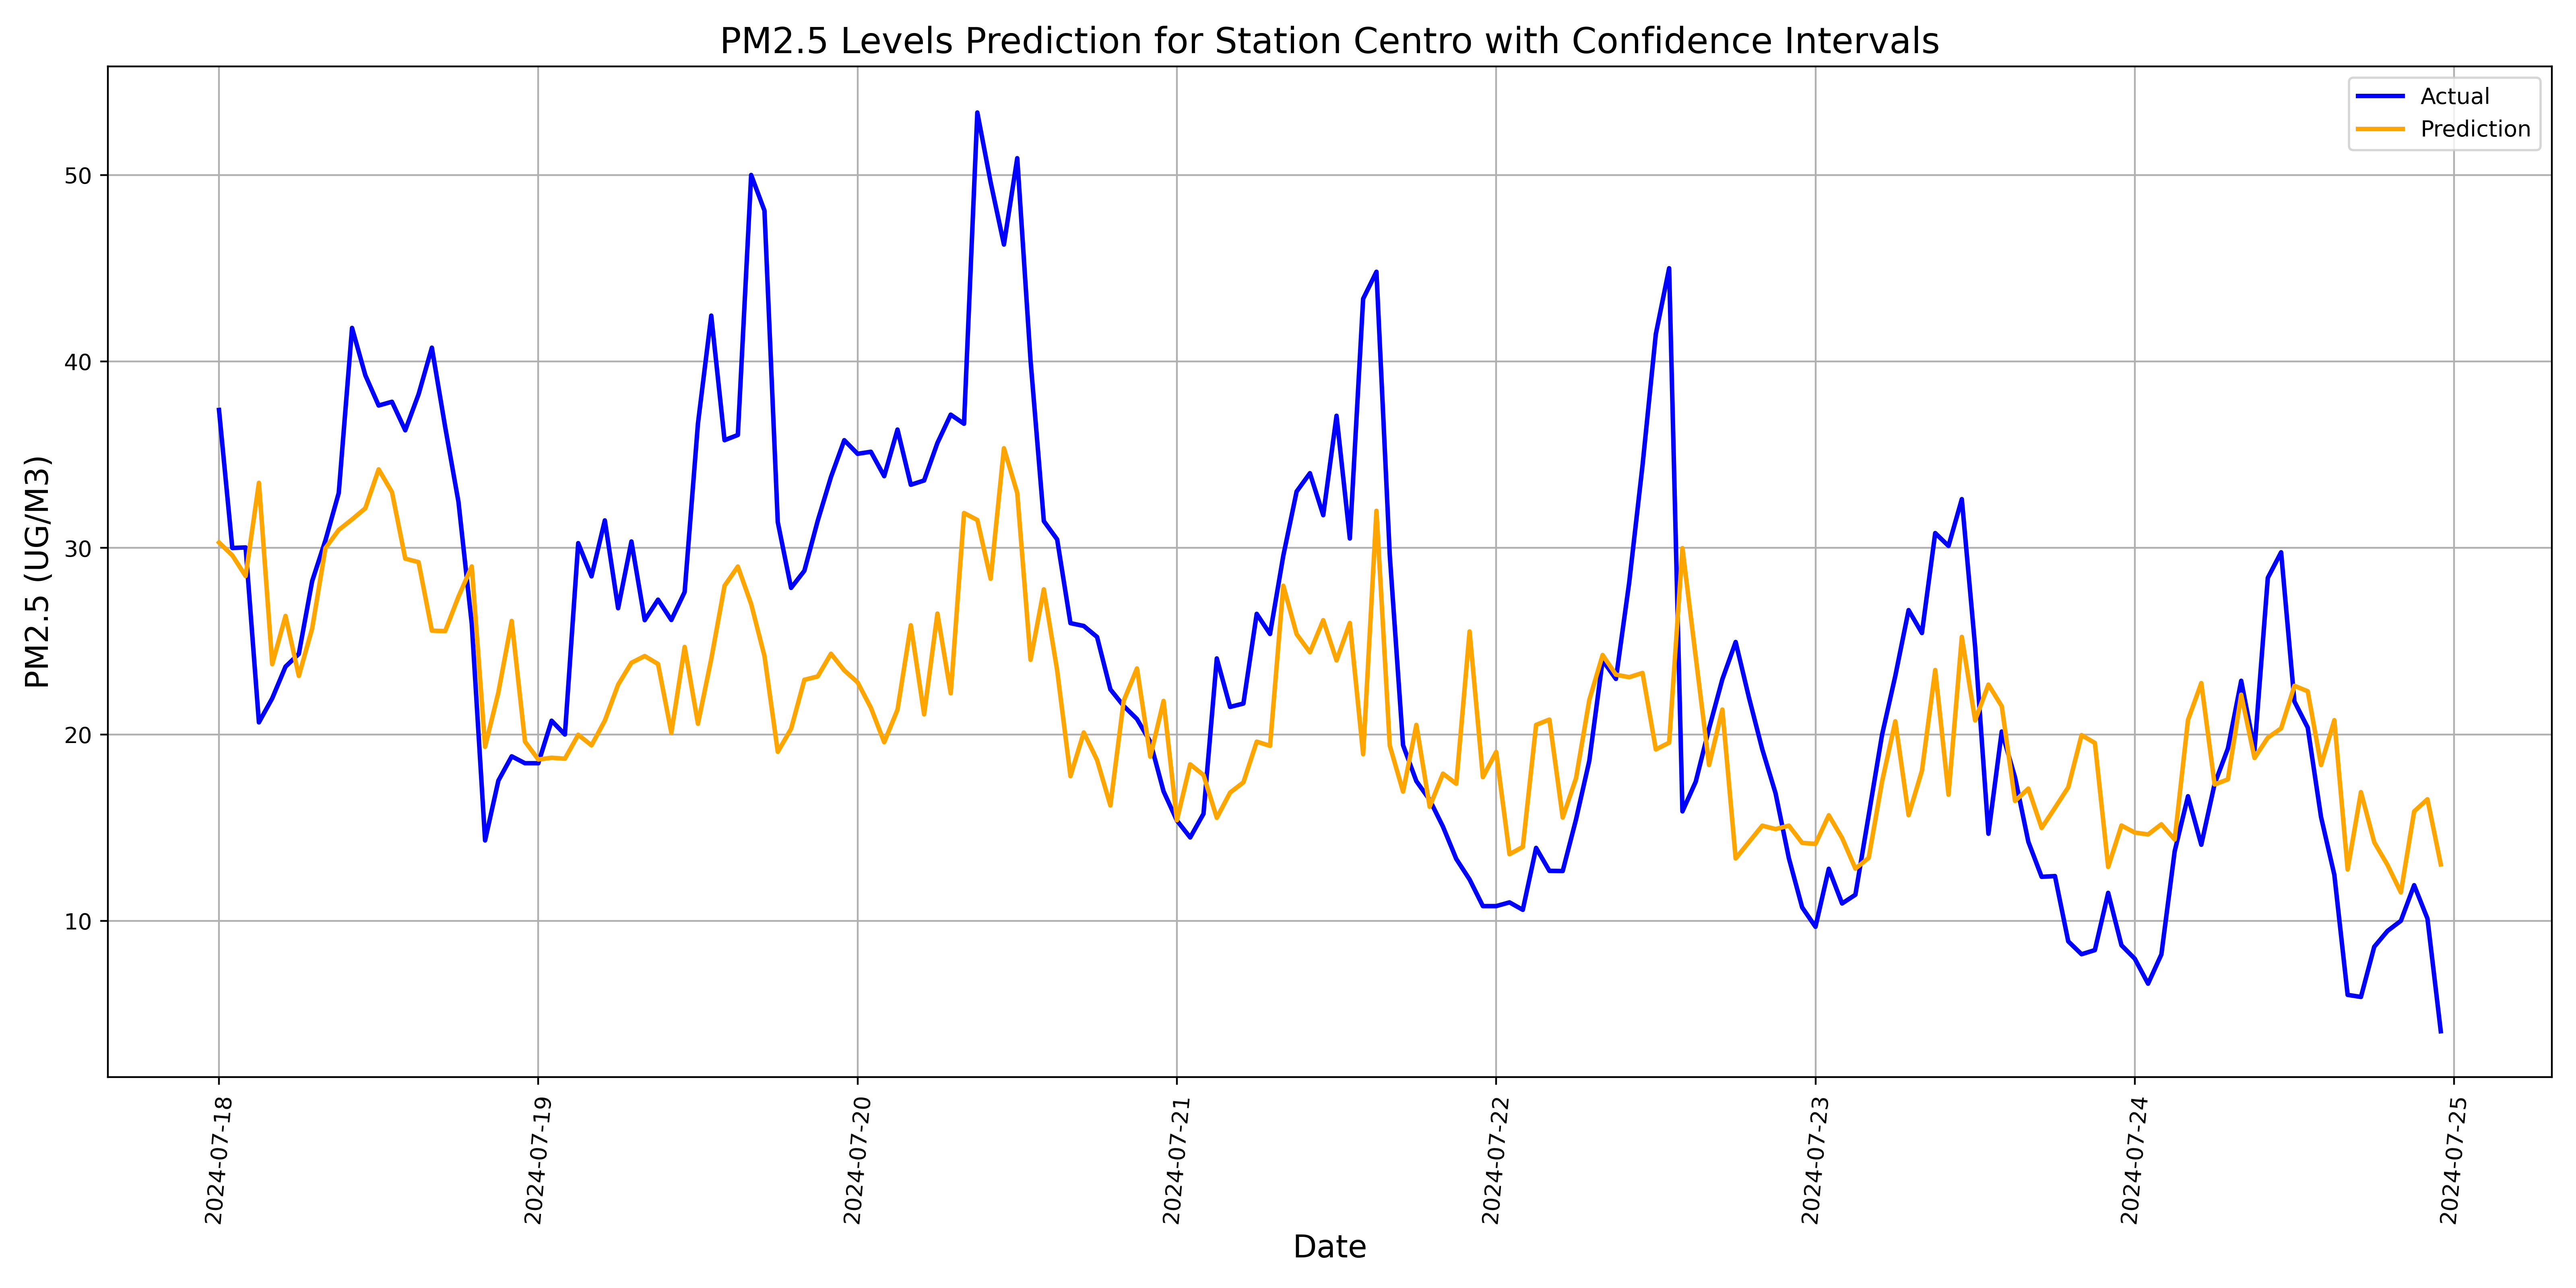 PM2.5 Levels Prediction for Station Centro with Confidence Intervals
Actual
Prediction
PM2.5 (UG/M3)
50
40
30
20
10
2024-07-18
2024-07-19
2024-07-20
2024-07-21
2024-07-22
2024-07-23
2024-07-24
2024-07-25
Date